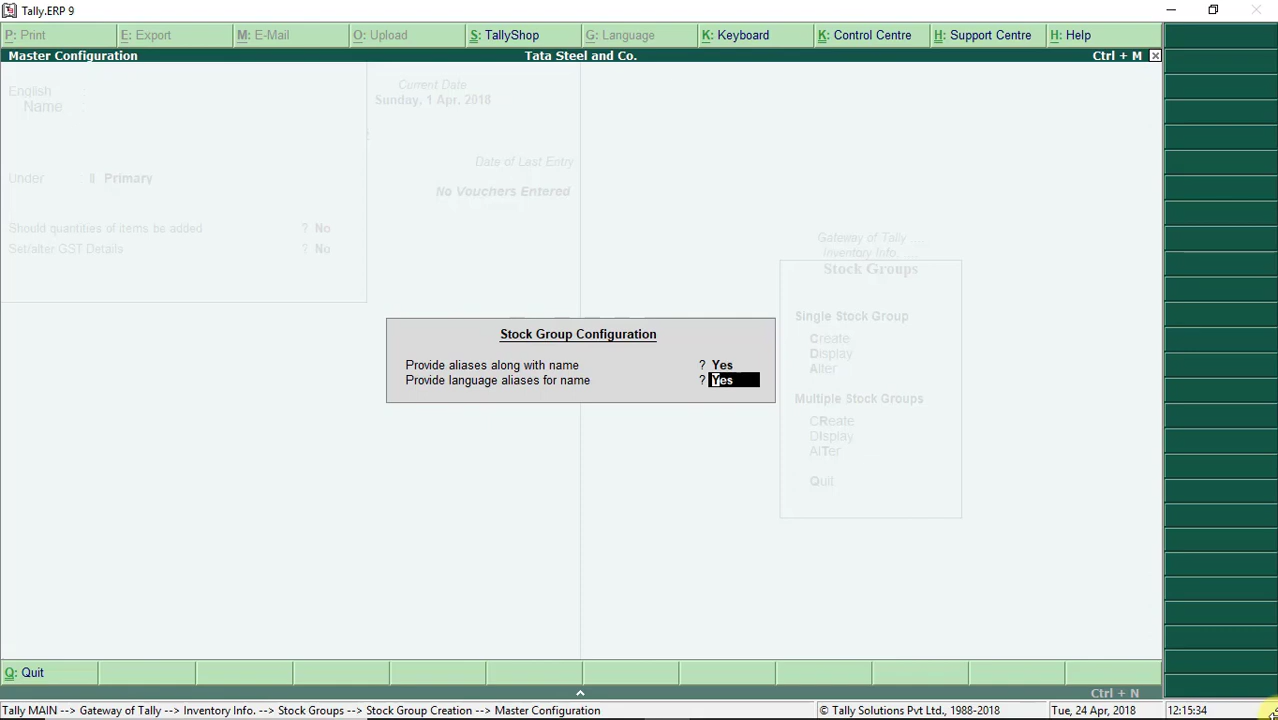 Tally.ERP 9
P: Print
E: Export
M: E-Mail
O: Upload
S: TallyShop
G: Language
K: Keyboard
K: Control Centre
H: Support Centre
H: Help
Master Configuration
Tata Steel and Co.
Ctrl + M
English :
Name :
Current Date
Sunday, 1 Apr, 2018
Date of Last Entry
Under
Primary
No Vouchers Entered
Should quantities of items be added ? No
Set/alter GST Details ? No
Gateway of Tally ....
Inventory Info. ....
Stock Groups
Single Stock Group
Create
Display
Alter
Multiple Stock Groups
CReate
DIsplay
AlTer
Quit
Stock Group Configuration
Provide aliases along with name ? Yes
Provide language aliases for name ? Yes
Q: Quit
Ctrl + N
Tally MAIN --> Gateway of Tally --> Inventory Info. --> Stock Groups --> Stock Group Creation --> Master Configuration
© Tally Solutions Pvt Ltd., 1988-2018
Tue, 24 Apr, 2018
12:15:34